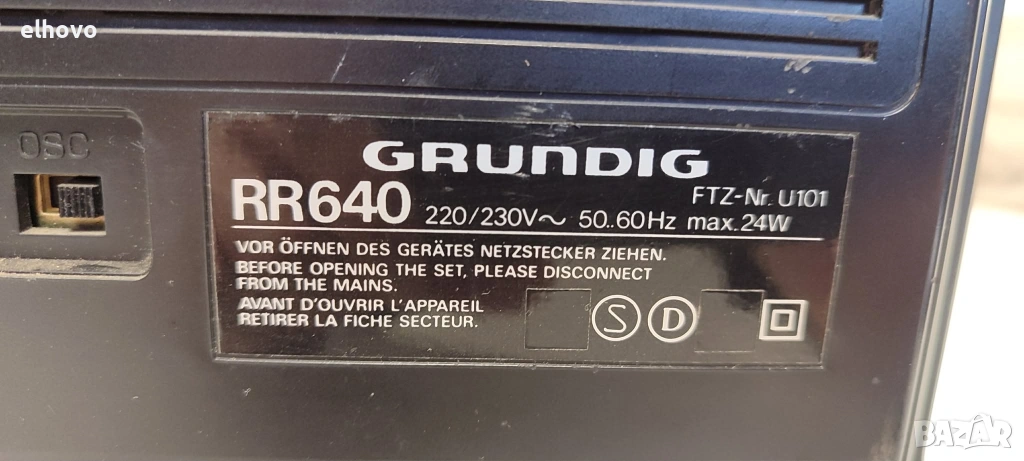 elhovo
OSC
GRUNDIG
RR640 220/230V~ 50..60Hz max.24W
FTZ-Nr. U101
VOR ÖFFNEN DES GERÄTES NETZSTECKER ZIEHEN.
BEFORE OPENING THE SET, PLEASE DISCONNECT
FROM THE MAINS.
AVANT D'OUVRIR L'APPAREIL
RETIRER LA FICHE SECTEUR.
S D
BAZAR